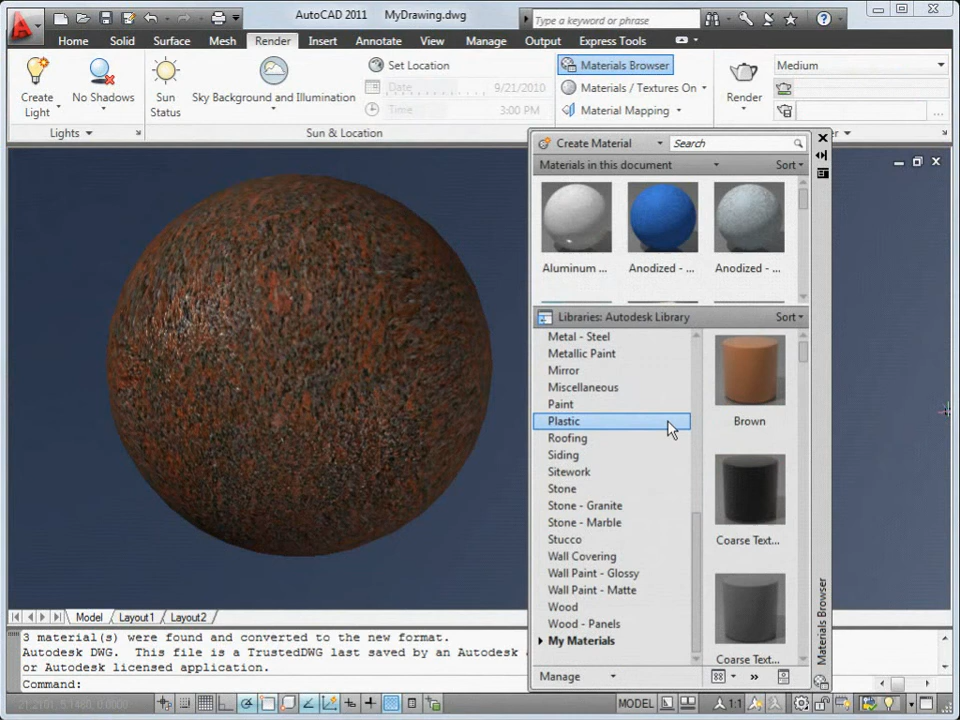 AutoCAD 2011 MyDrawing.dwg
Type a keyword or phrase
Home Solid Surface Mesh Render Insert Annotate View Manage Output Express Tools
Create Light
No Shadows
Sun Status
Sky Background and Illumination
Set Location
Date 9/21/2010
Time 3:00 PM
Materials Browser
Materials / Textures On
Material Mapping
Render
Medium
Lights
Sun & Location
Create Material
Search
Materials in this document
Sort
Aluminum ...
Anodized - ...
Anodized - ...
Libraries: Autodesk Library
Sort
Metal - Steel
Metallic Paint
Mirror
Miscellaneous
Paint
Plastic
Roofing
Siding
Sitework
Stone
Stone - Granite
Stone - Marble
Stucco
Wall Covering
Wall Paint - Glossy
Wall Paint - Matte
Wood
Wood - Panels
My Materials
Brown
Coarse Text...
Coarse Text...
Manage
Materials Browser
Model Layout1 Layout2
3 material(s) were found and converted to the new format.
Autodesk DWG. This file is a TrustedDWG last saved by an Autodesk
or Autodesk licensed application.
Command:
MODEL
1:1